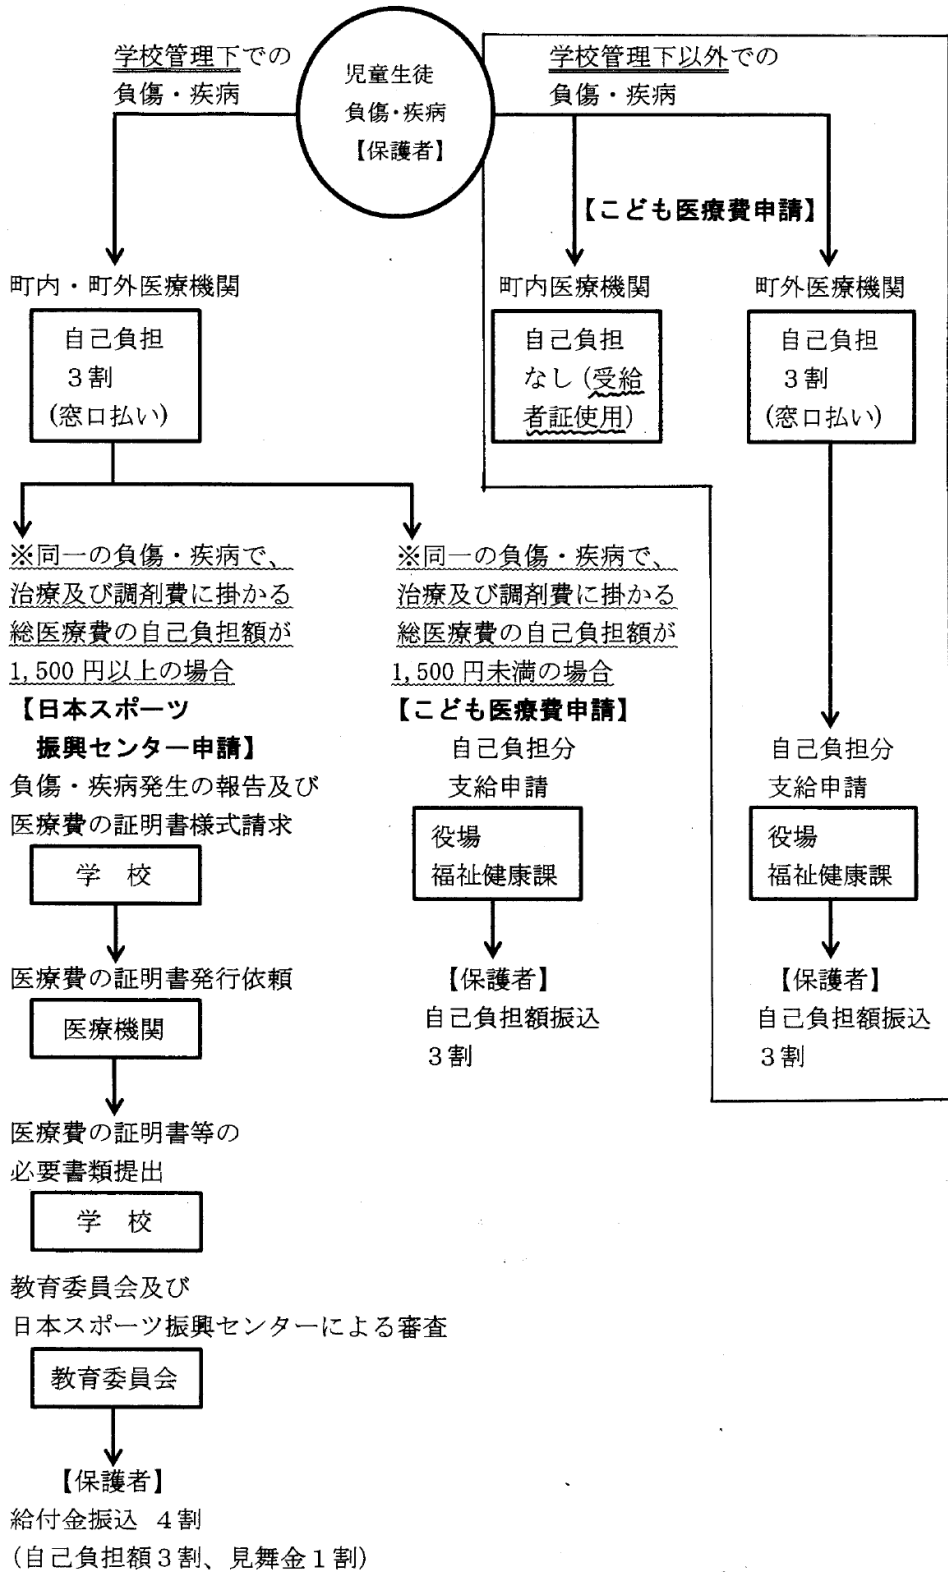 学校管理下での
負傷・疾病
児童生徒
負傷・疾病
【保護者】
学校管理下以外での
負傷・疾病
【こども医療費申請】
町内・町外医療機関
自己負担
3割
(窓口払い)
町内医療機関
自己負担
なし(受給
者証使用)
町外医療機関
自己負担
3割
(窓口払い)
※同一の負傷・疾病で、
治療及び調剤費に掛かる
総医療費の自己負担額が
1,500円以上の場合
【日本スポーツ
振興センター申請】
負傷・疾病発生の報告及び
医療費の証明書様式請求
学 校
医療費の証明書発行依頼
医療機関
医療費の証明書等の
必要書類提出
学 校
教育委員会及び
日本スポーツ振興センターによる審査
教育委員会
【保護者】
給付金振込 4割
(自己負担額3割、見舞金1割)
※同一の負傷・疾病で、
治療及び調剤費に掛かる
総医療費の自己負担額が
1,500円未満の場合
【こども医療費申請】
自己負担分
支給申請
役場
福祉健康課
【保護者】
自己負担額振込
3割
自己負担分
支給申請
役場
福祉健康課
【保護者】
自己負担額振込
3割